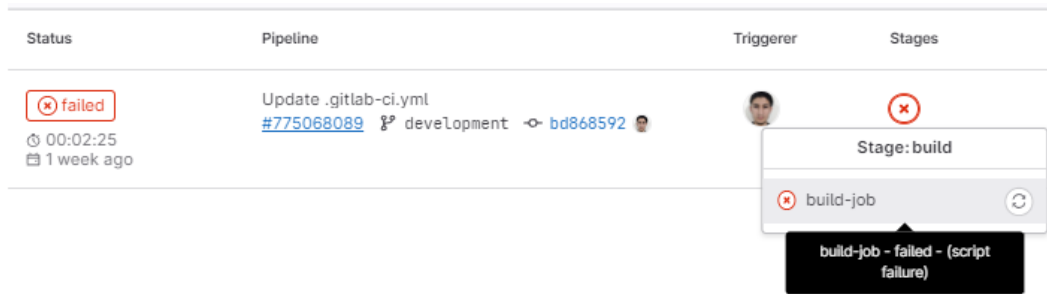 Status Pipeline Triggerer Stages
failed
Update .gitlab-ci.yml
#775068089 development bd868592
00:02:25
1 week ago
Stage: build
build-job
build-job - failed - (script
failure)